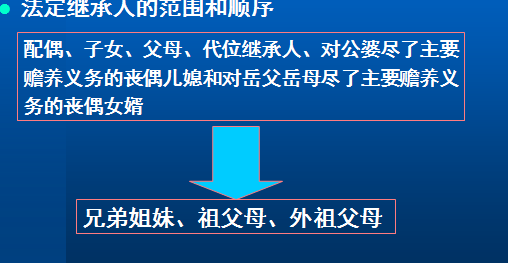 法定继承人的范围和顺序
配偶、子女、父母、代位继承人、对公婆尽了主要
赡养义务的丧偶儿媳和对岳父岳母尽了主要赡养义
务的丧偶女婿
兄弟姐妹、祖父母、外祖父母